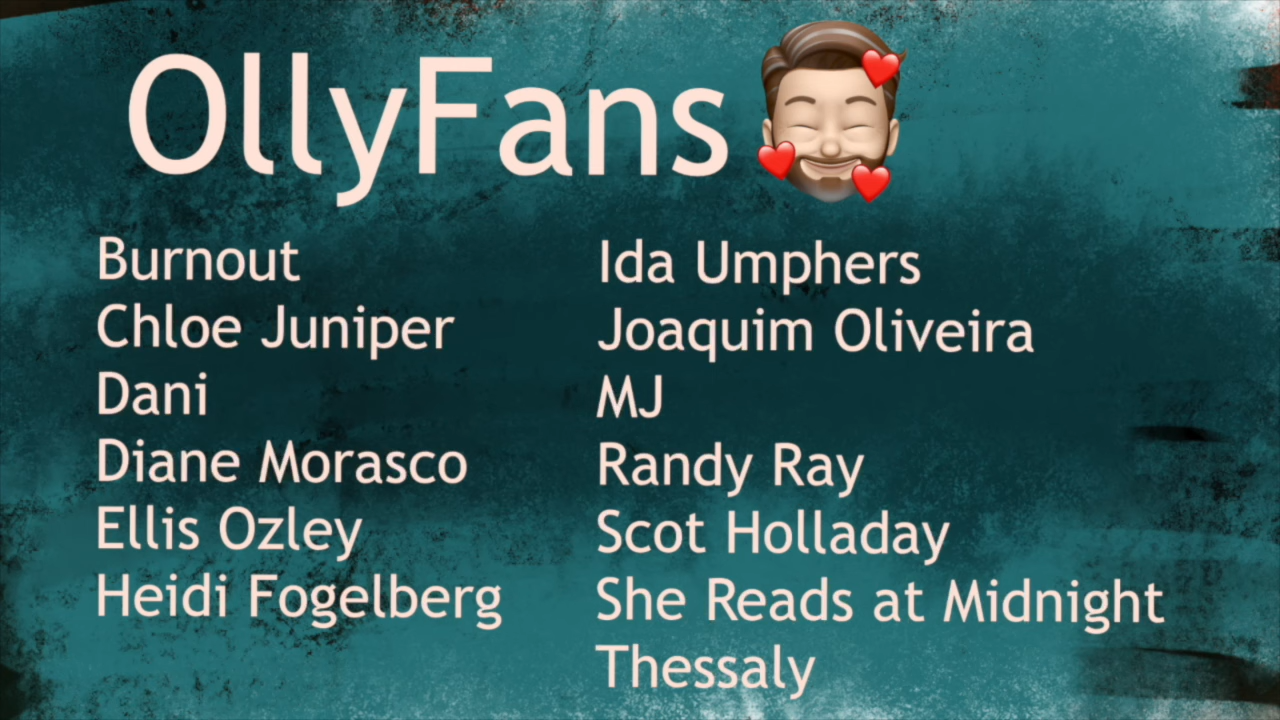 OllyFans
Burnout
Chloe Juniper
Dani
Diane Morasco
Ellis Ozley
Heidi Fogelberg
Ida Umphers
Joaquim Oliveira
MJ
Randy Ray
Scot Holladay
She Reads at Midnight
Thessaly